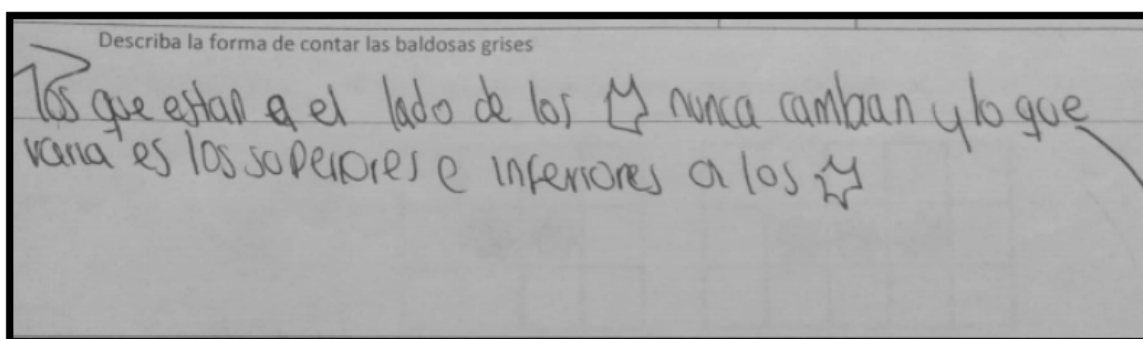 Describa la forma de contar las baldosas grises
los que estan a el lado de los nunca cambian y lo que
varia es los superiores e inferiores a los